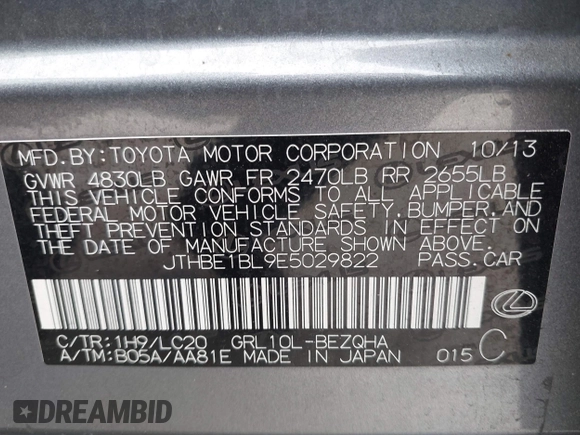 MFD.BY:TOYOTA MOTOR CORPORATION 10/13
GVWR 4830LB GAWR FR 2470LB RR 2655LB
THIS VEHICLE CONFORMS TO ALL APPLICABLE
FEDERAL MOTOR VEHICLE SAFETY,BUMPER,AND
THEFT PREVENTION STANDARDS IN EFFECT ON
THE DATE OF MANUFACTURE SHOWN ABOVE.
JTHBE1BL9E5029822 PASS.CAR
C/TR:1H9/LC20 GRL10L-BEZQHA
A/TM:B05A/AA81E MADE IN JAPAN 015 C
DREAMBID